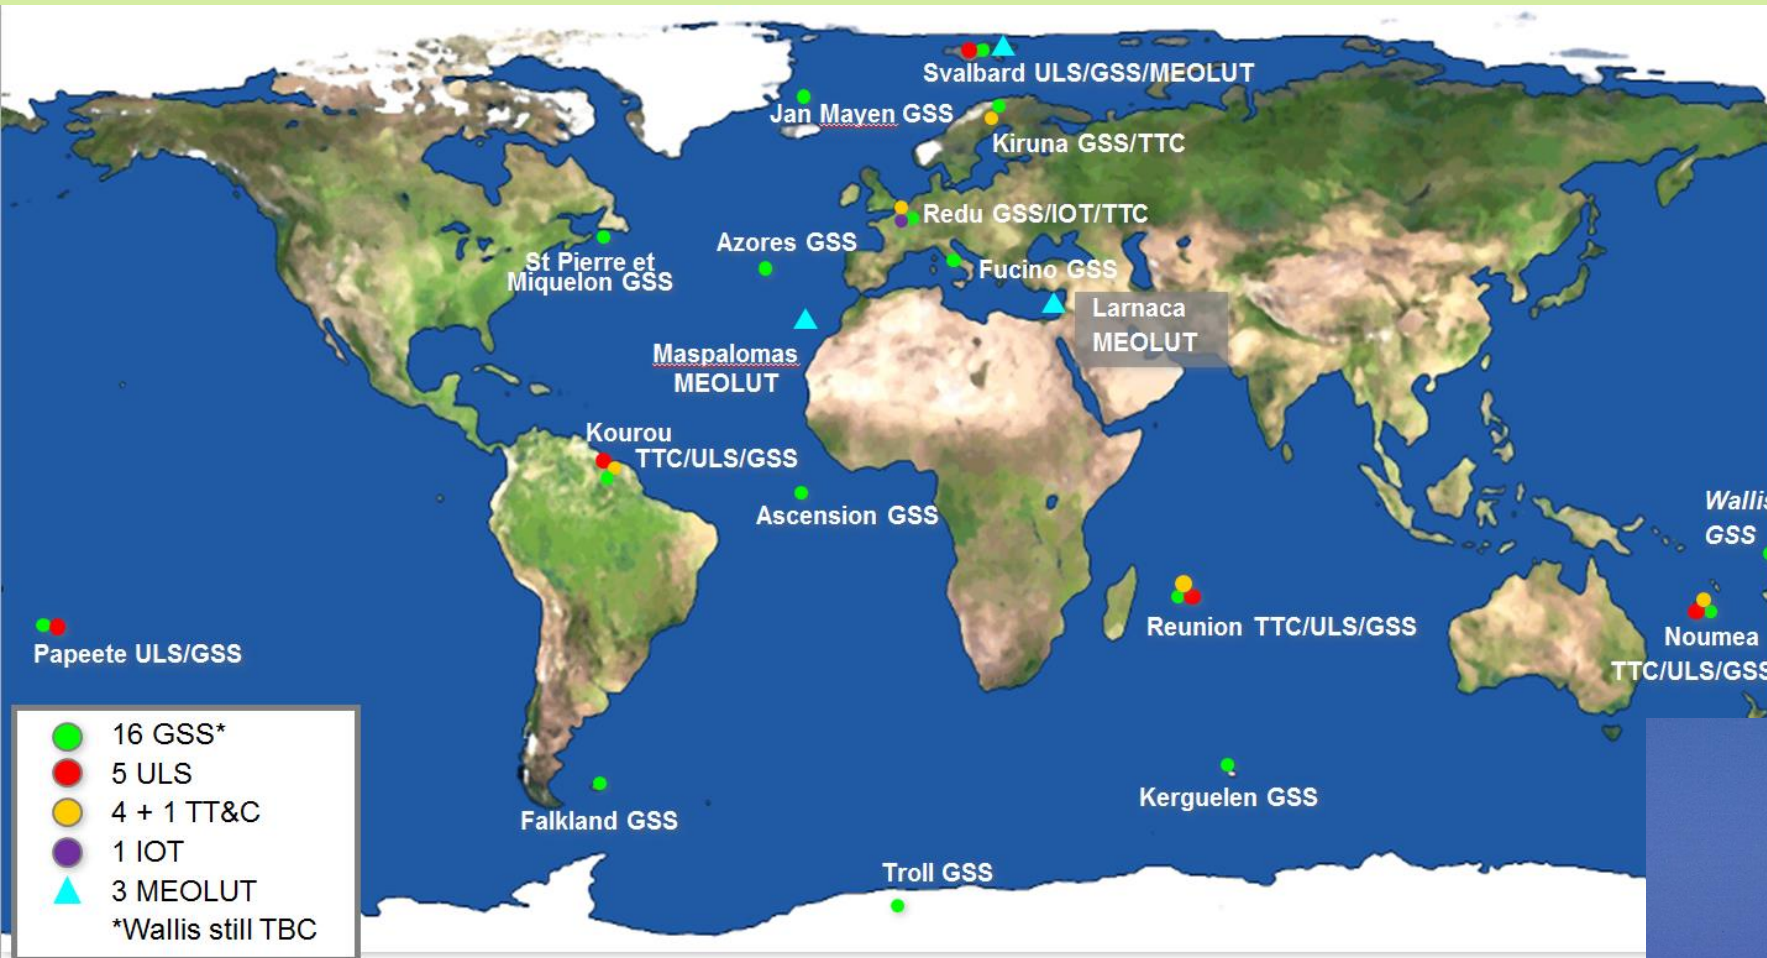 Svalbard ULS/GSS/MEOLUT
Jan Mayen GSS
Kiruna GSS/TTC
Redu GSS/IOT/TTC
Azores GSS
St Pierre et
Miquelon GSS
Fucino GSS
Larnaca
MEOLUT
Maspalomas
MEOLUT
Kourou
TTC/ULS/GSS
Ascension GSS
Wallis
GSS
Reunion TTC/ULS/GSS
Noumea
TTC/ULS/GSS
Papeete ULS/GSS
Kerguelen GSS
Falkland GSS
Troll GSS
16 GSS*
5 ULS
4 + 1 TT&C
1 IOT
3 MEOLUT
*Wallis still TBC